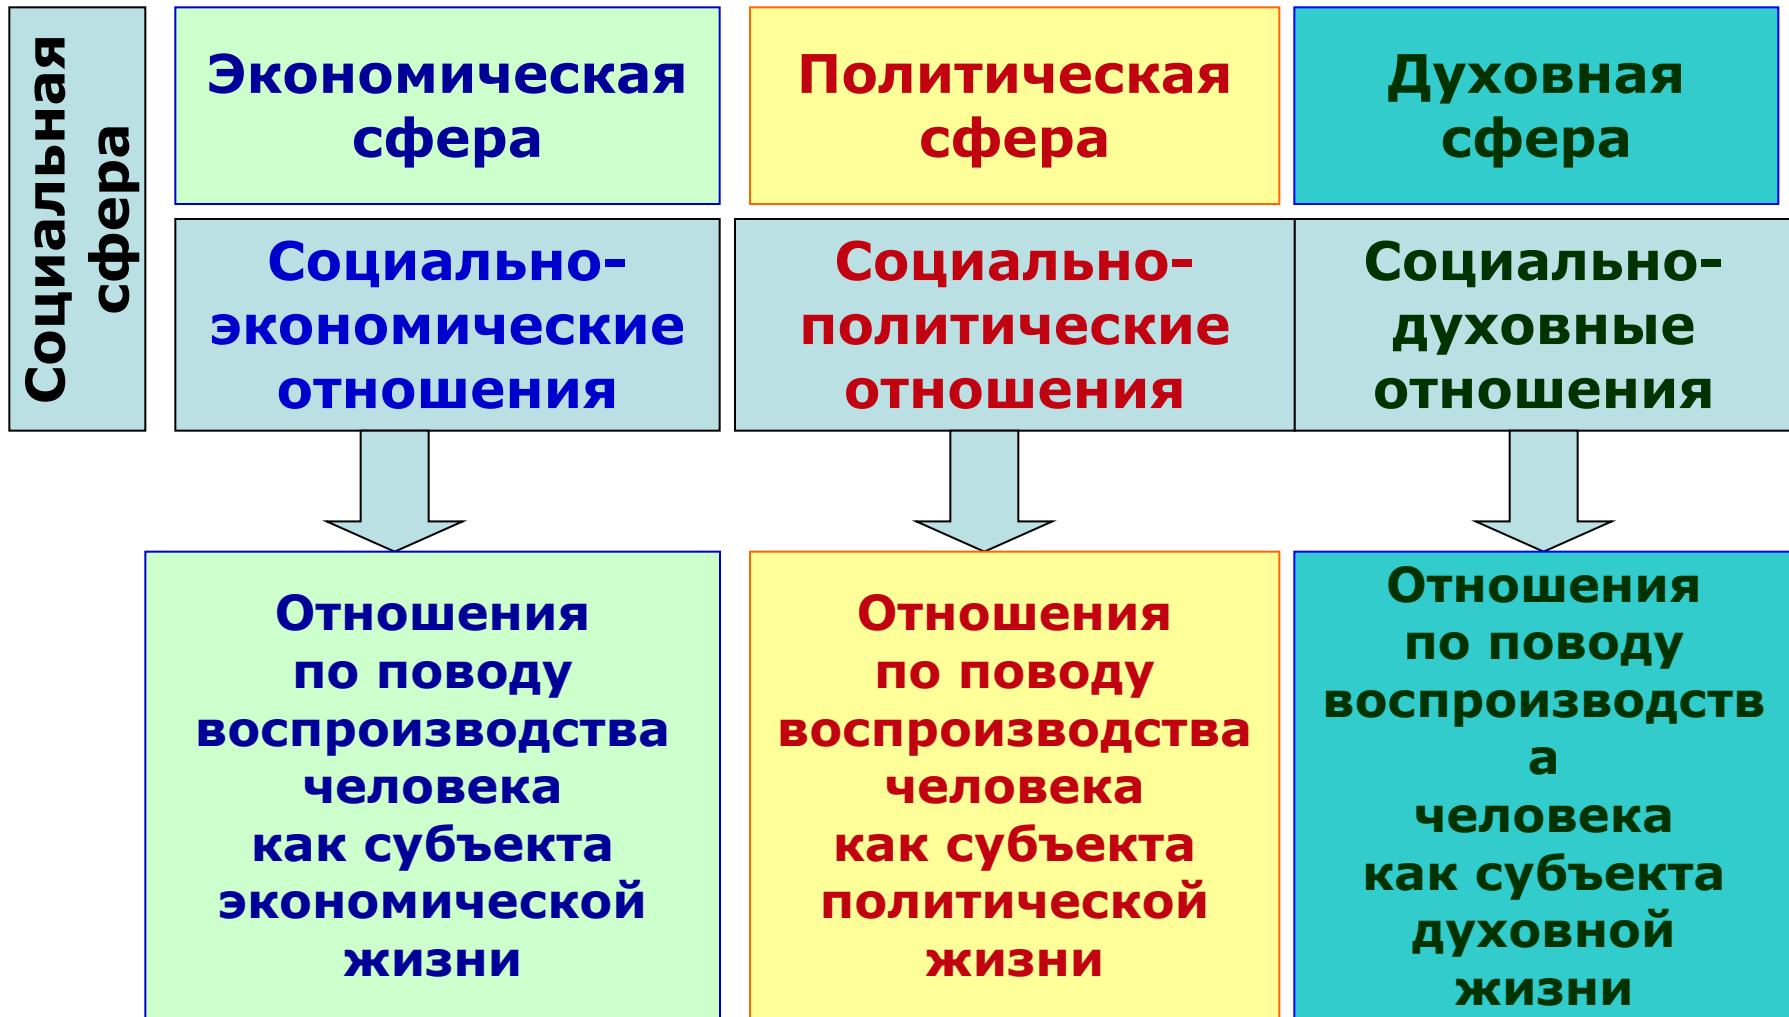 Социальная
сфера
Экономическая
сфера
Политическая
сфера
Духовная
сфера
Социально-
экономические
отношения
Социально-
политические
отношения
Социально-
духовные
отношения
Отношения
по поводу
воспроизводства
человека
как субъекта
экономической
жизни
Отношения
по поводу
воспроизводства
человека
как субъекта
политической
жизни
Отношения
по поводу
воспроизводств
а
человека
как субъекта
духовной
жизни